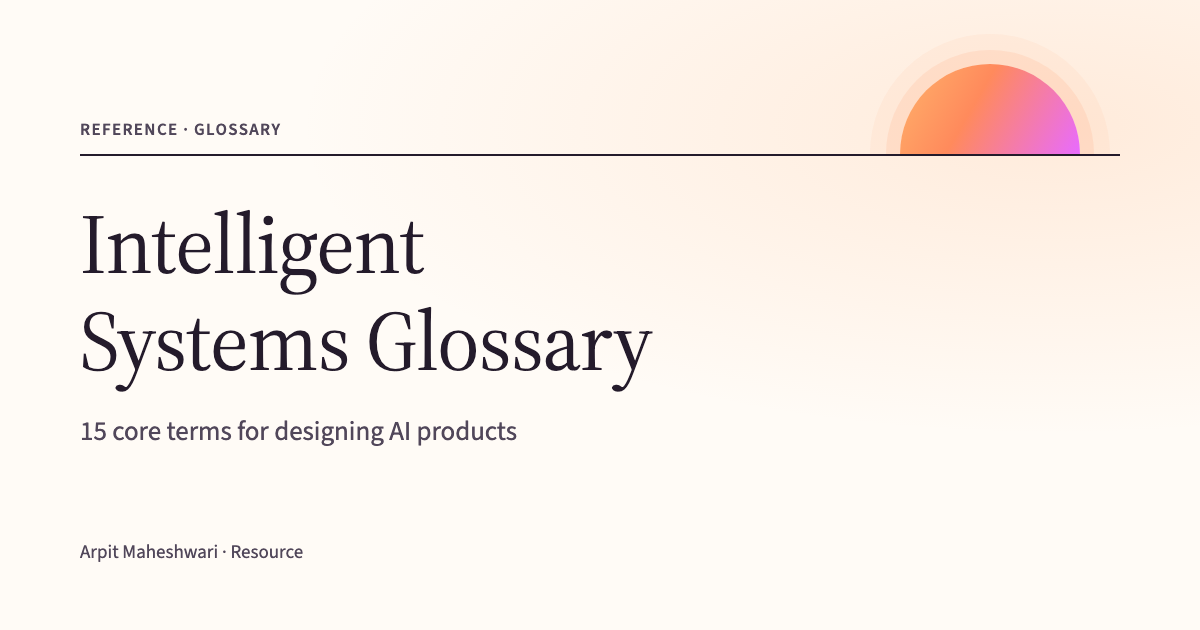 REFERENCE · GLOSSARY
Intelligent
Systems Glossary
15 core terms for designing AI products
Arpit Maheshwari · Resource